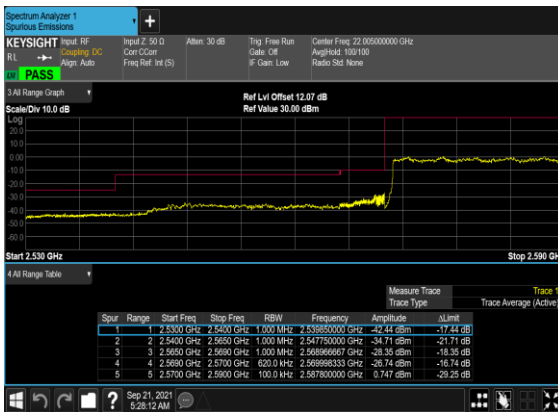 Spectrum Analyzer 1
Spurious Emissions
KEYSIGHT Input: RF Input Z: 50 Ω Atten: 30 dB Trig: Free Run Center Freq: 22.005000000 GHz
RL Coupling: DC Corr CCorr Gate: Off Avg|Hold: 100/100
Align: Auto Freq Ref: Int (S) IF Gain: Low Radio Std: None
PASS
3 All Range Graph
Ref Lvl Offset 12.07 dB
Scale/Div 10.0 dB Ref Value 30.00 dBm
Log
20.0
10.0
0.00
-10.0
-20.0
-30.0
-40.0
-50.0
-60.0
Start 2.530 GHz Stop 2.590 GH
4 All Range Table
Measure Trace Trace 1
Trace Type Trace Average (Active)
Spur Range Start Freq Stop Freq RBW Frequency Amplitude ΔLimit
1 1 2.5300 GHz 2.5400 GHz 1.000 MHz 2.539850000 GHz -42.44 dBm -17.44 dB
2 2 2.5400 GHz 2.5650 GHz 1.000 MHz 2.547750000 GHz -34.71 dBm -21.71 dB
3 3 2.5650 GHz 2.5690 GHz 1.000 MHz 2.568966667 GHz -28.35 dBm -18.35 dB
4 4 2.5690 GHz 2.5700 GHz 620.0 kHz 2.569998333 GHz -26.74 dBm -16.74 dB
5 5 2.5700 GHz 2.5900 GHz 100.0 kHz 2.587800000 GHz 0.747 dBm -29.25 dB
Sep 21, 2021
5:28:12 AM